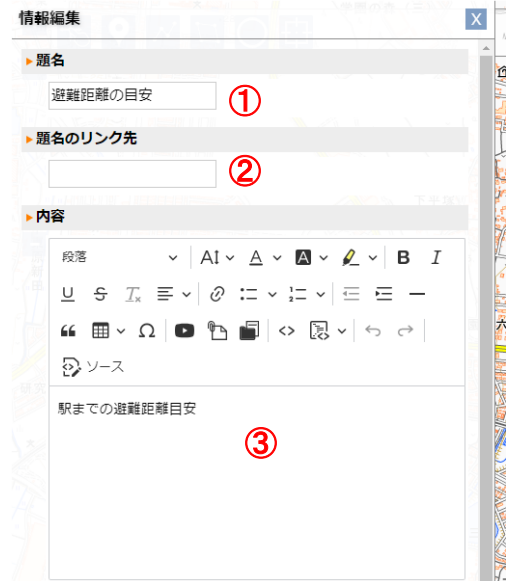 情報編集
X
題名
避難距離の目安
①
題名のリンク先
②
内容
段落 AI A A B I
U S Tx
Ω <>
ソース
駅までの避難距離目安
③